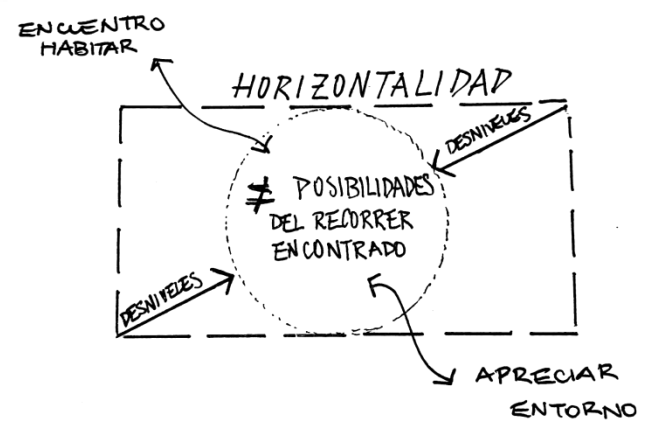 ENCUENTRO
HABITAR
HORIZONTALIDAD
DESNIVELES
≠ POSIBILIDADES
DEL RECORRER
ENCONTRADO
DESNIVELES
APRECIAR
ENTORNO